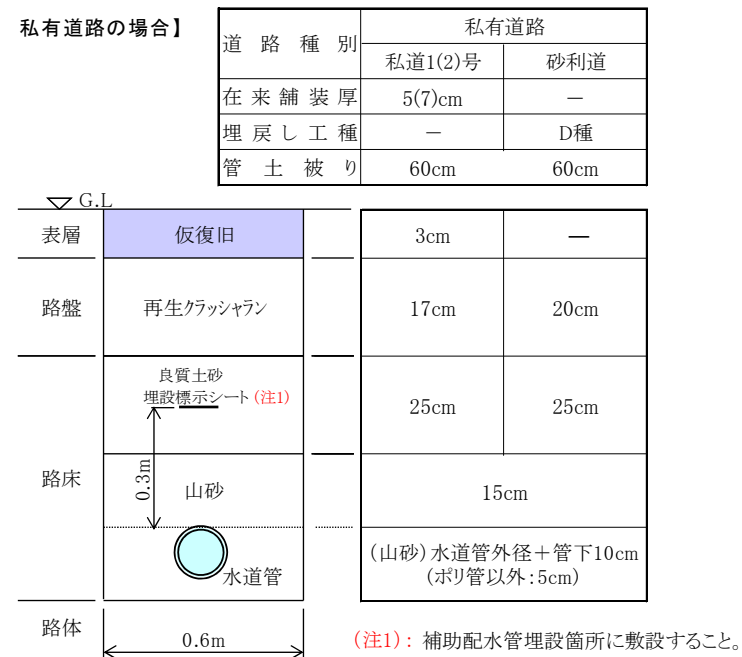 私有道路の場合】
道路種別
私有道路
私道1(2)号 砂利道
在来舗装厚 5(7)cm －
埋戻し工種 － D種
管土被り 60cm 60cm
G.L
表層 仮復旧 3cm ―
路盤 再生クラッシャラン 17cm 20cm
良質土砂
埋設標示シート (注1)
25cm 25cm
路床 0.3m 山砂 15cm
水道管
(山砂)水道管外径＋管下10cm
(ポリ管以外:5cm)
路体 0.6m
(注1): 補助配水管埋設箇所に敷設すること。